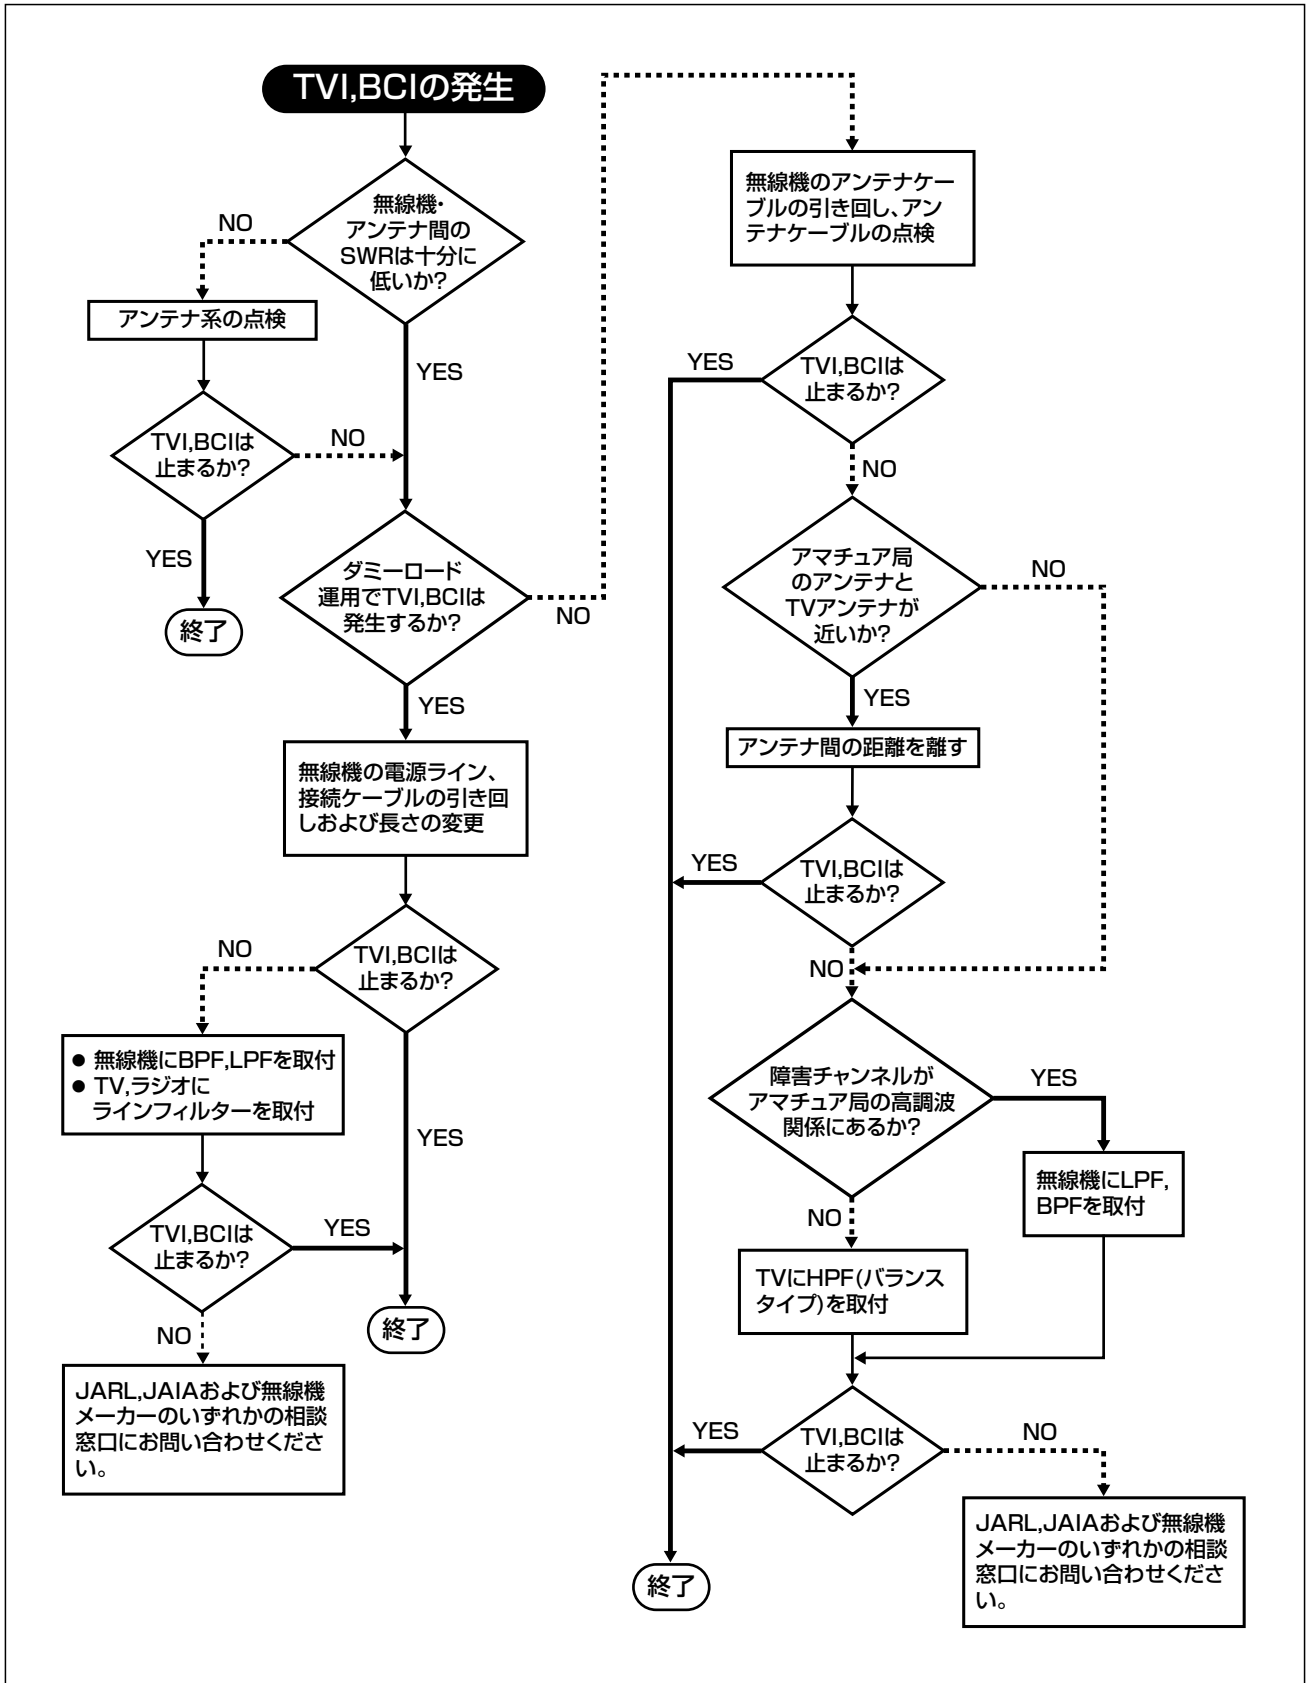 TVI,BCIの発生
無線機・
アンテナ間の
SWRは十分に
低いか?
NO
アンテナ系の点検
YES
TVI,BCIは
止まるか?
NO
YES
終了
ダミーロード
運用でTVI,BCIは
発生するか?
NO
YES
無線機の電源ライン、
接続ケーブルの引き回
しおよび長さの変更
TVI,BCIは
止まるか?
NO
● 無線機にBPF,LPFを取付
● TV,ラジオに
ラインフィルターを取付
YES
TVI,BCIは
止まるか?
YES
終了
NO
JARL,JAIAおよび無線機
メーカーのいずれかの相談
窓口にお問い合わせくださ
い。
無線機のアンテナケー
ブルの引き回し、アン
テナケーブルの点検
TVI,BCIは
止まるか?
YES
NO
アマチュア局
のアンテナと
TVアンテナが
近いか?
NO
YES
アンテナ間の距離を離す
TVI,BCIは
止まるか?
YES
NO
障害チャンネルが
アマチュア局の高調波
関係にあるか?
YES
無線機にLPF,
BPFを取付
NO
TVにHPF(バランス
タイプ)を取付
TVI,BCIは
止まるか?
YES
NO
終了
JARL,JAIAおよび無線機
メーカーのいずれかの相談
窓口にお問い合わせくださ
い。